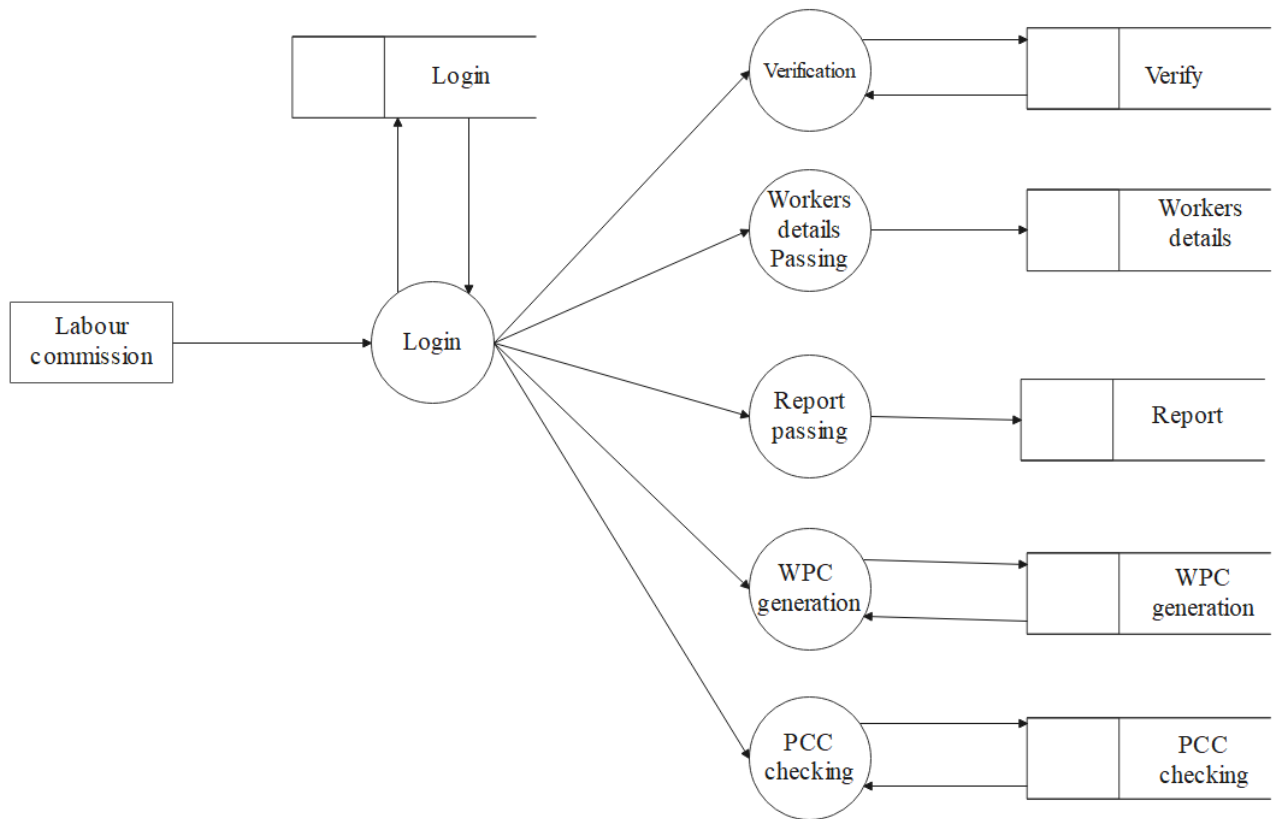 Login
Verification
Verify
Workers
details
Passing
Workers
details
Labour
commission
Login
Report
passing
Report
WPC
generation
WPC
generation
PCC
checking
PCC
checking